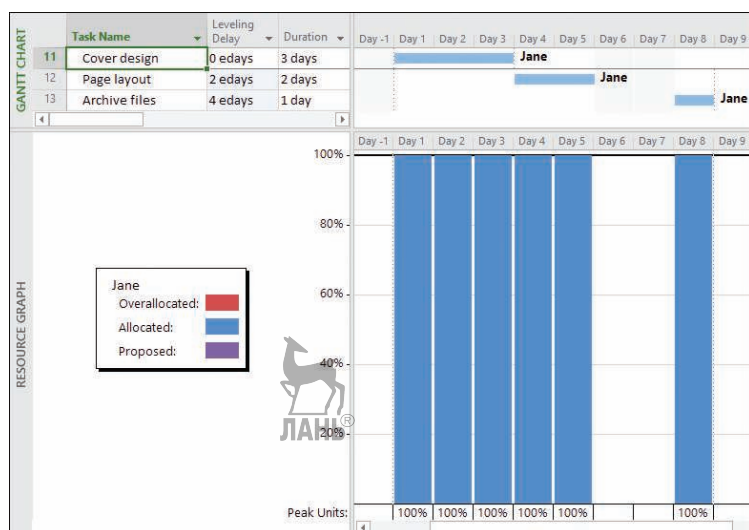 GANTT CHART
Task Name
Leveling Delay
Duration
11 Cover design 0 edays 3 days
12 Page layout 2 edays 2 days
13 Archive files 4 edays 1 day
Day -1 Day 1 Day 2 Day 3 Day 4 Day 5 Day 6 Day 7 Day 8 Day 9
Jane
Jane
Jane
RESOURCE GRAPH
Jane
Overallocated:
Allocated:
Proposed:
Day -1 Day 1 Day 2 Day 3 Day 4 Day 5 Day 6 Day 7 Day 8 Day 9
100%
80%
60%
40%
20%
ЛАНЬ®
Peak Units: 100% 100% 100% 100% 100% 100%